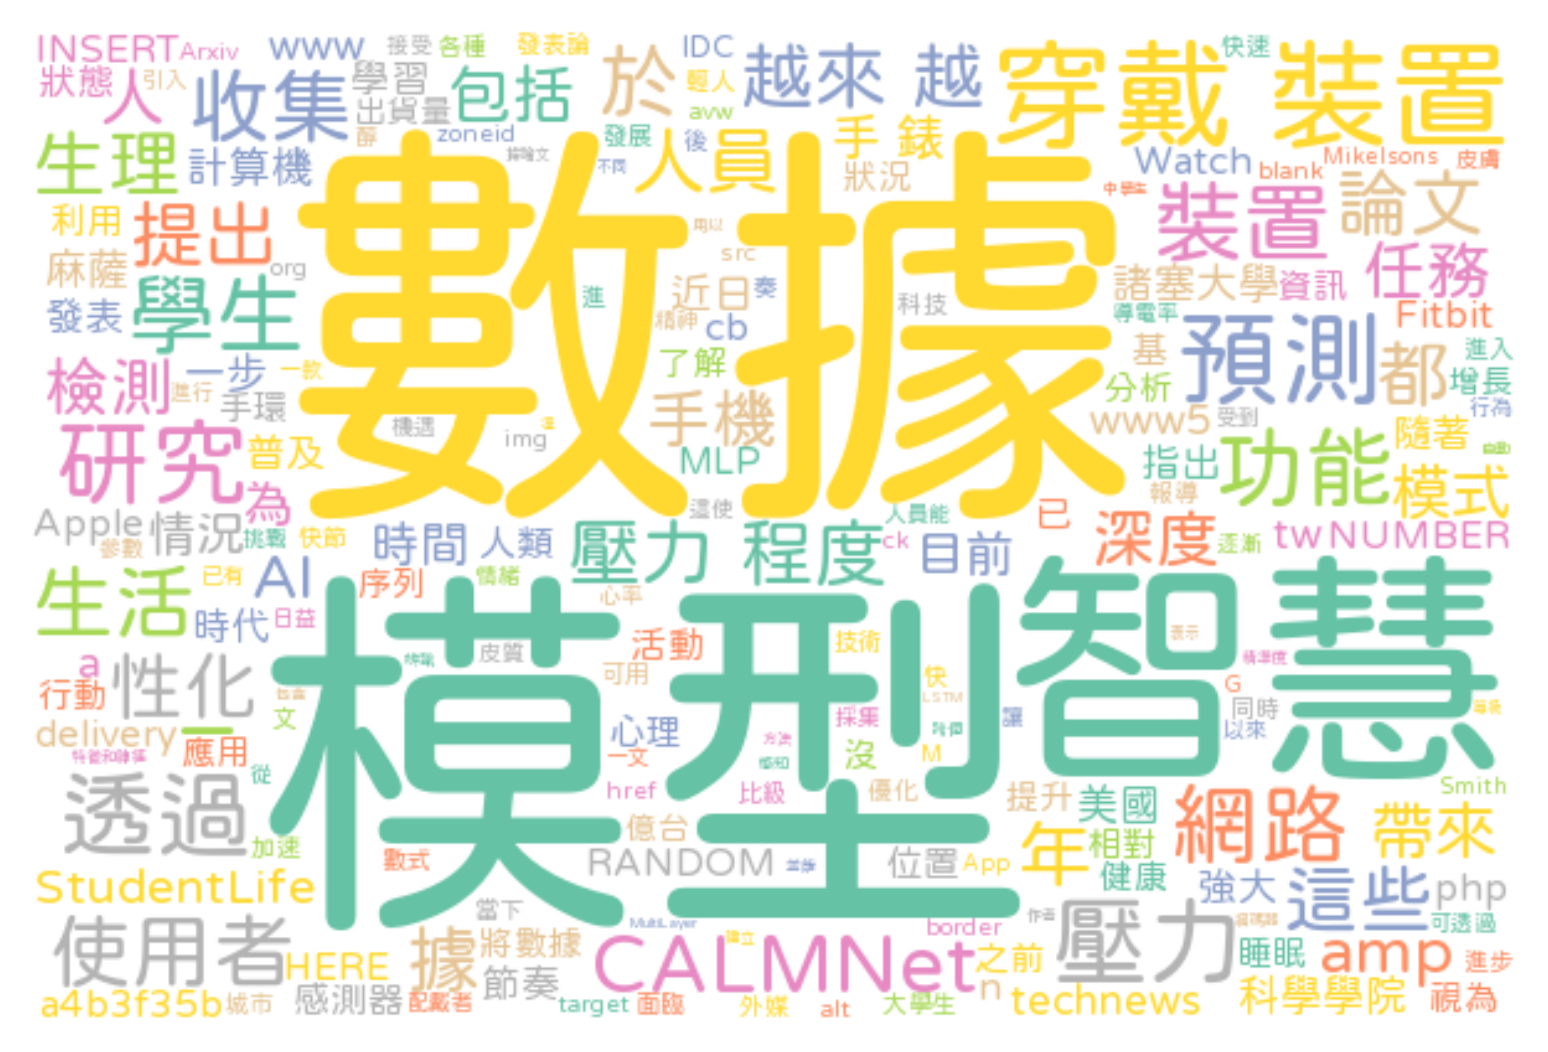 INSERT Arxiv www 接受 各種 發表論 IDC 快速
狀態 人 引入 收集 學習 出貨量 包括 於 輕人 越來 越 穿戴 裝置
avw zoneid 發展 後 手 錶
生理 計算機 不同 人員 狀況 Watch blank Mikelsons 皮膚
中學生
利用 提出 數據 裝置 論文
麻薩 org src 近日 奏 諸塞大學 資訊 任務
發表 學生 進 精神 cb 科技 導電率 Fitbit
檢測 一步 一款 了解 基 預測 都 進入
進行 手環 手機 分析 增長
機遇 img www5 受到 行為
研究 普及 MLP 指出 功能 隨著
為 這使 報導 模式
Apple 情況 挑戰 快節 時間 人類 壓力 程度 人員能 已 深度 逐漸 twNUMBER
參數 ck 目前
生活 已有 AI 序列 情緒 心率 智慧
時代 日益 模型 活動 技術 表示
a 性化 皮質 可用 快 精準度
行動 文 LSTM G 同時
delivery 一 心理 採集 讓 以來
應用 一文 沒 M
透過 從 href 比級 優化 提升 美國 網路 帶來 Smith
加速 億台 年 相對
數式 RANDOM 位置 App 健康
StudentLife 強大 這些 php
當下 MultiLayer border 作者 可透過
使用者 HERE 據 將數據 CALMNet 建立 之前 壓力 睡眠 amp 進步
感測器 節奏 n
a4b3f35b 城市 配戴者 target 面臨 外媒 alt 大學生 technews 科學學院 視為